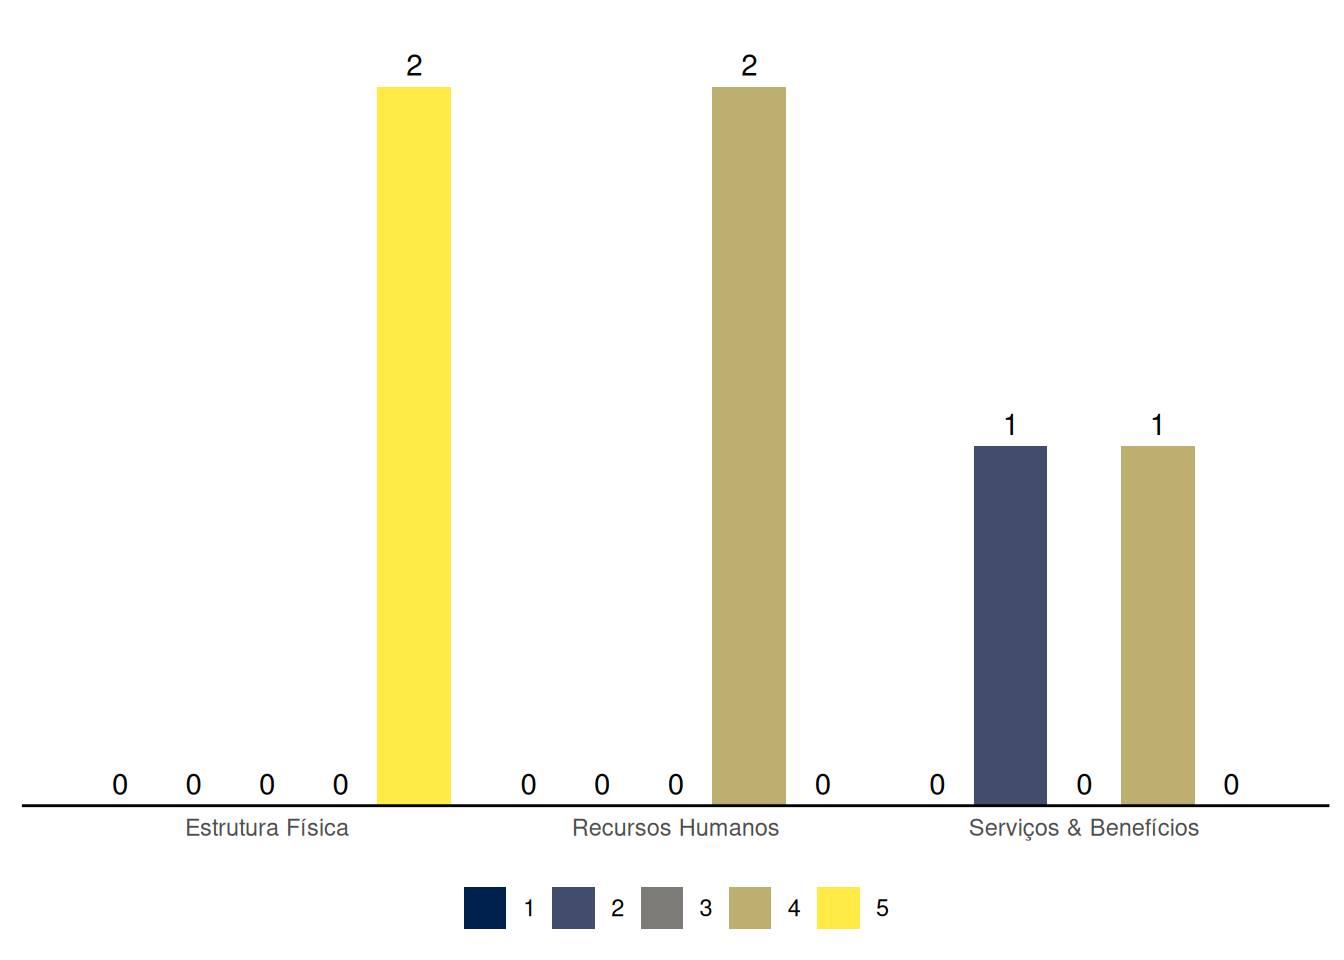 2 2
1 1
0 0 0 0 0 0 0 0 0 0 0
Estrutura Física Recursos Humanos Serviços & Benefícios
1 2 3 4 5